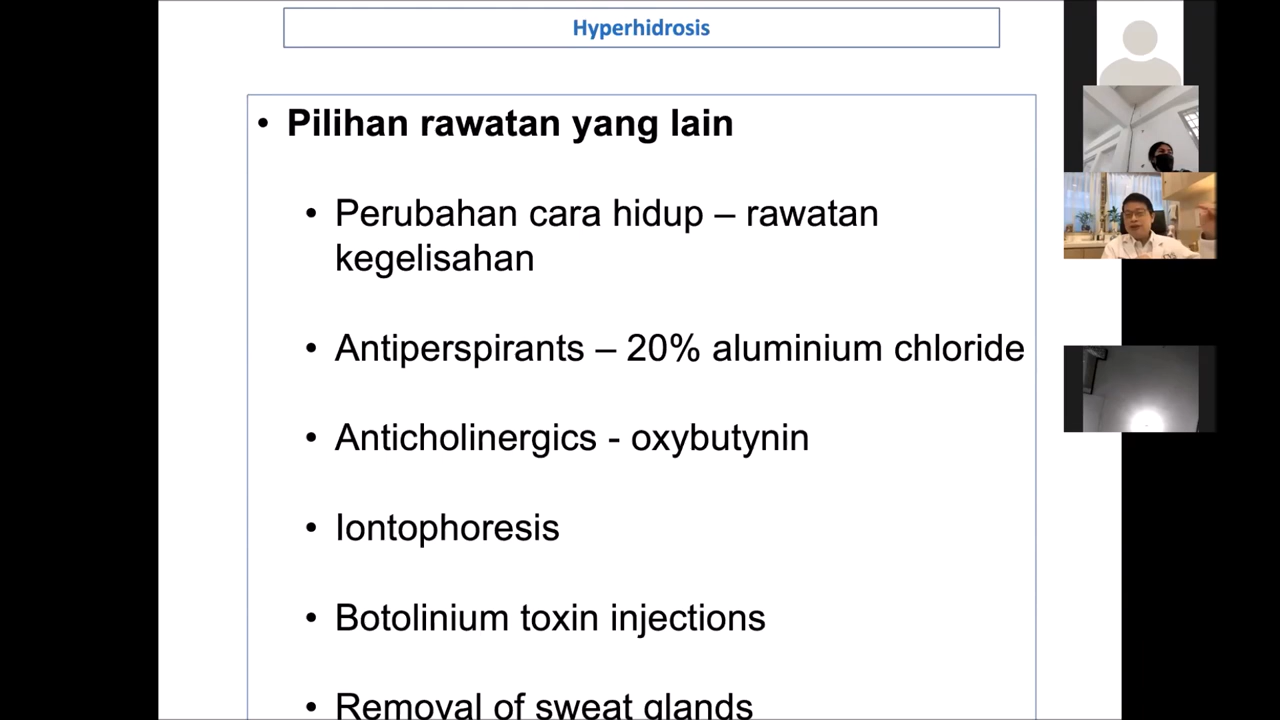 Hyperhidrosis
• Pilihan rawatan yang lain
• Perubahan cara hidup – rawatan
kegelisahan
• Antiperspirants – 20% aluminium chloride
• Anticholinergics - oxybutynin
• Iontophoresis
• Botolinium toxin injections
• Removal of sweat glands